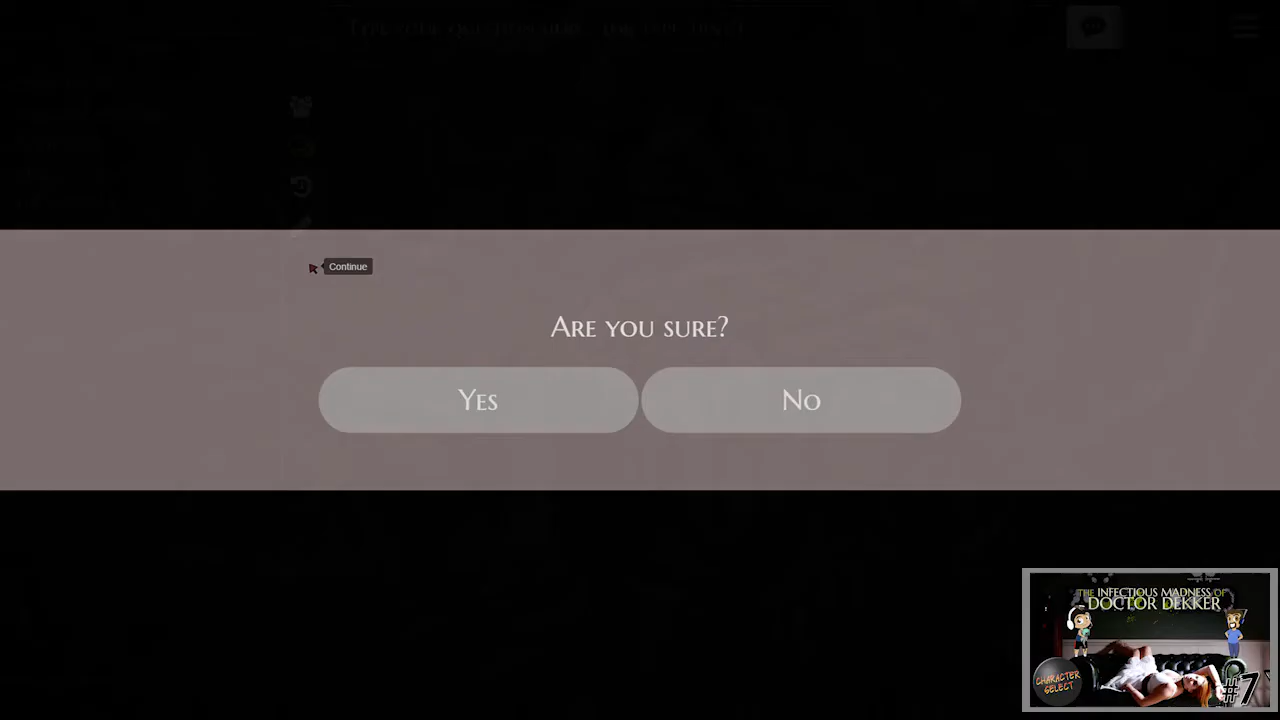 Continue
Are you sure?
Yes
No
THE INFECTIOUS MADNESS OF
DOCTOR DEKKER
CHARACTER
SELECT
#7